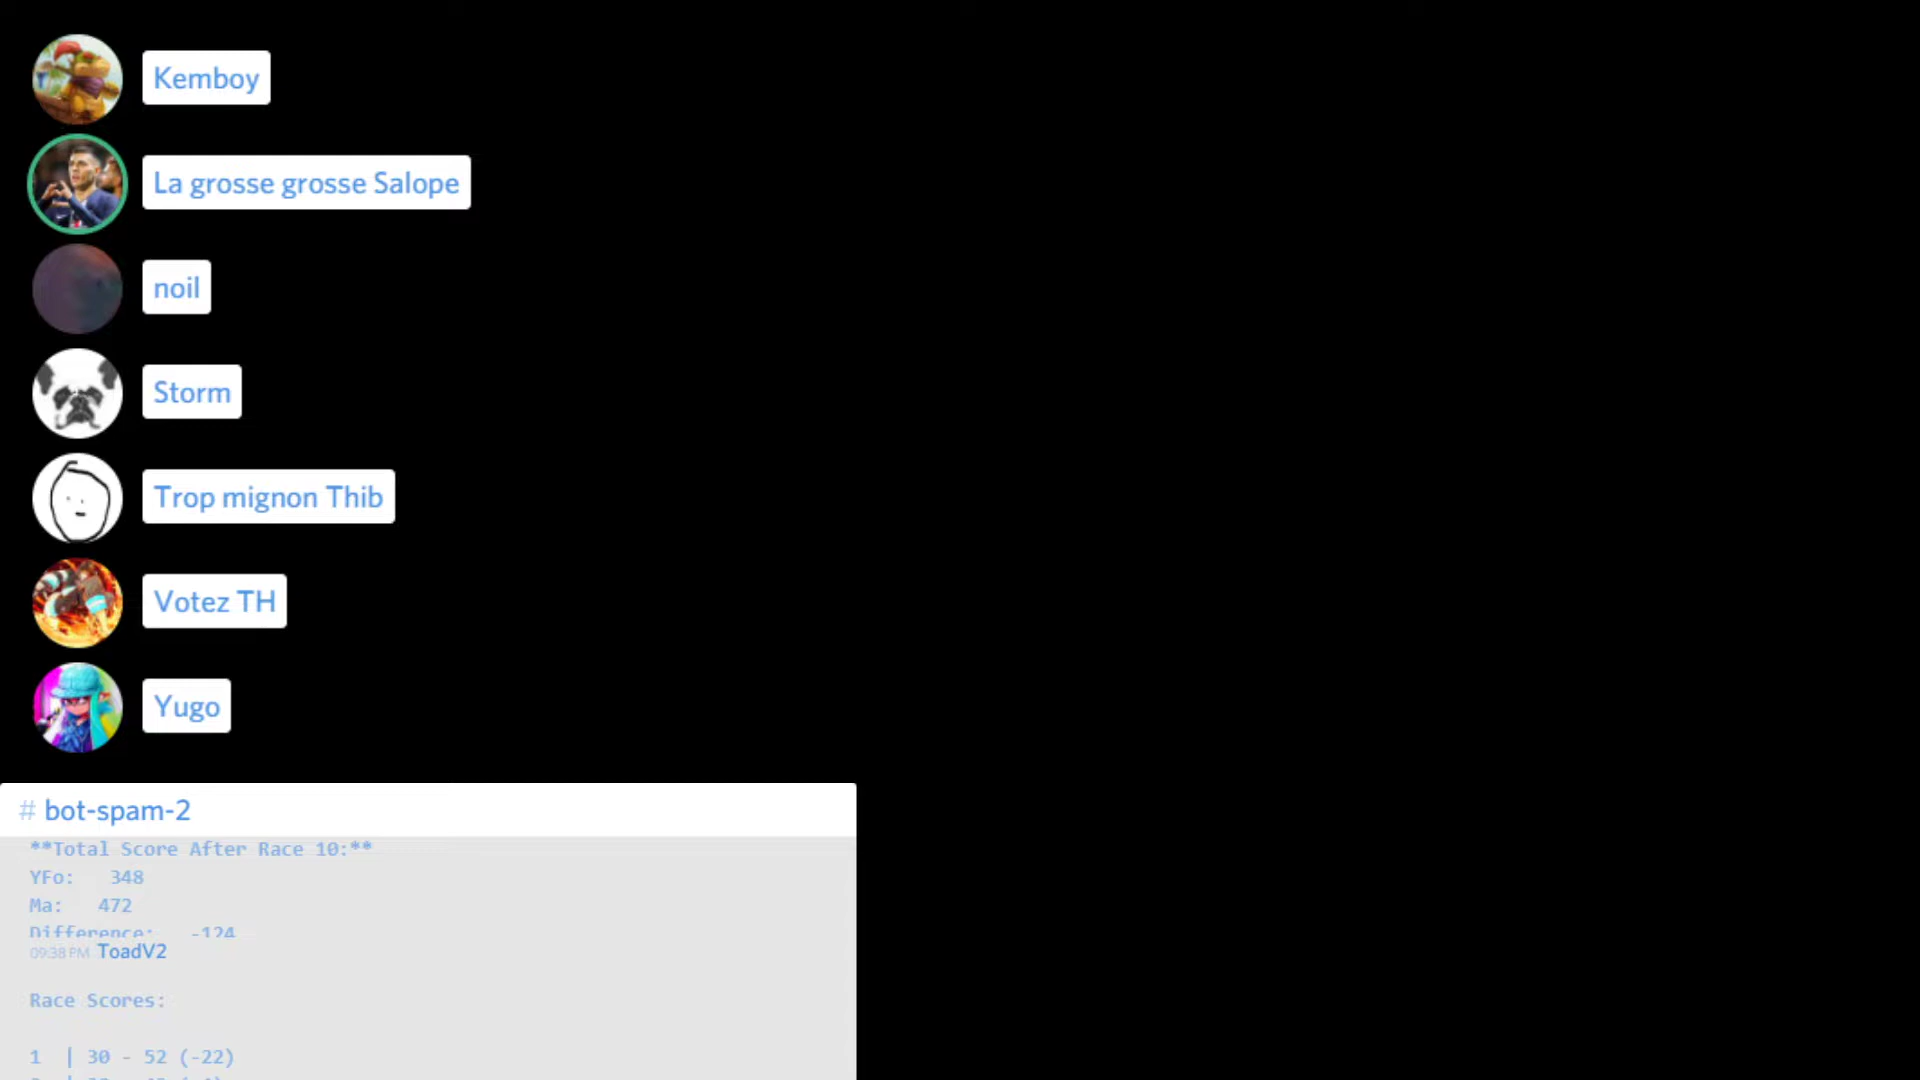 Kemboy
La grosse grosse Salope
noil
Storm
Trop mignon Thib
Votez TH
Yugo
# bot-spam-2
**Total Score After Race 10:**
YFo: 348
Ma: 472
Difference: -124
09:38 PM ToadV2
Race Scores:
1 | 30 - 52 (-22)